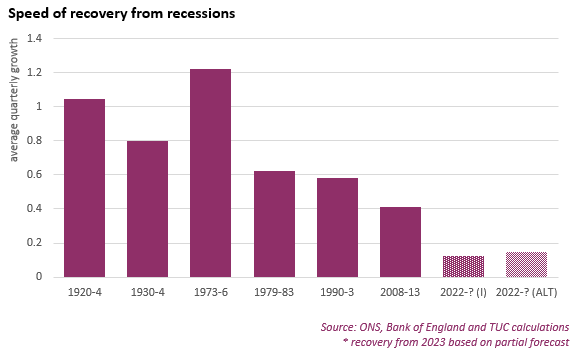 Speed of recovery from recessions
average quarterly growth
1.4
1.2
1
0.8
0.6
0.4
0.2
0
1920-4 1930-4 1973-6 1979-83 1990-3 2008-13 2022-? (I) 2022-? (ALT)
Source: ONS, Bank of England and TUC calculations
* recovery from 2023 based on partial forecast